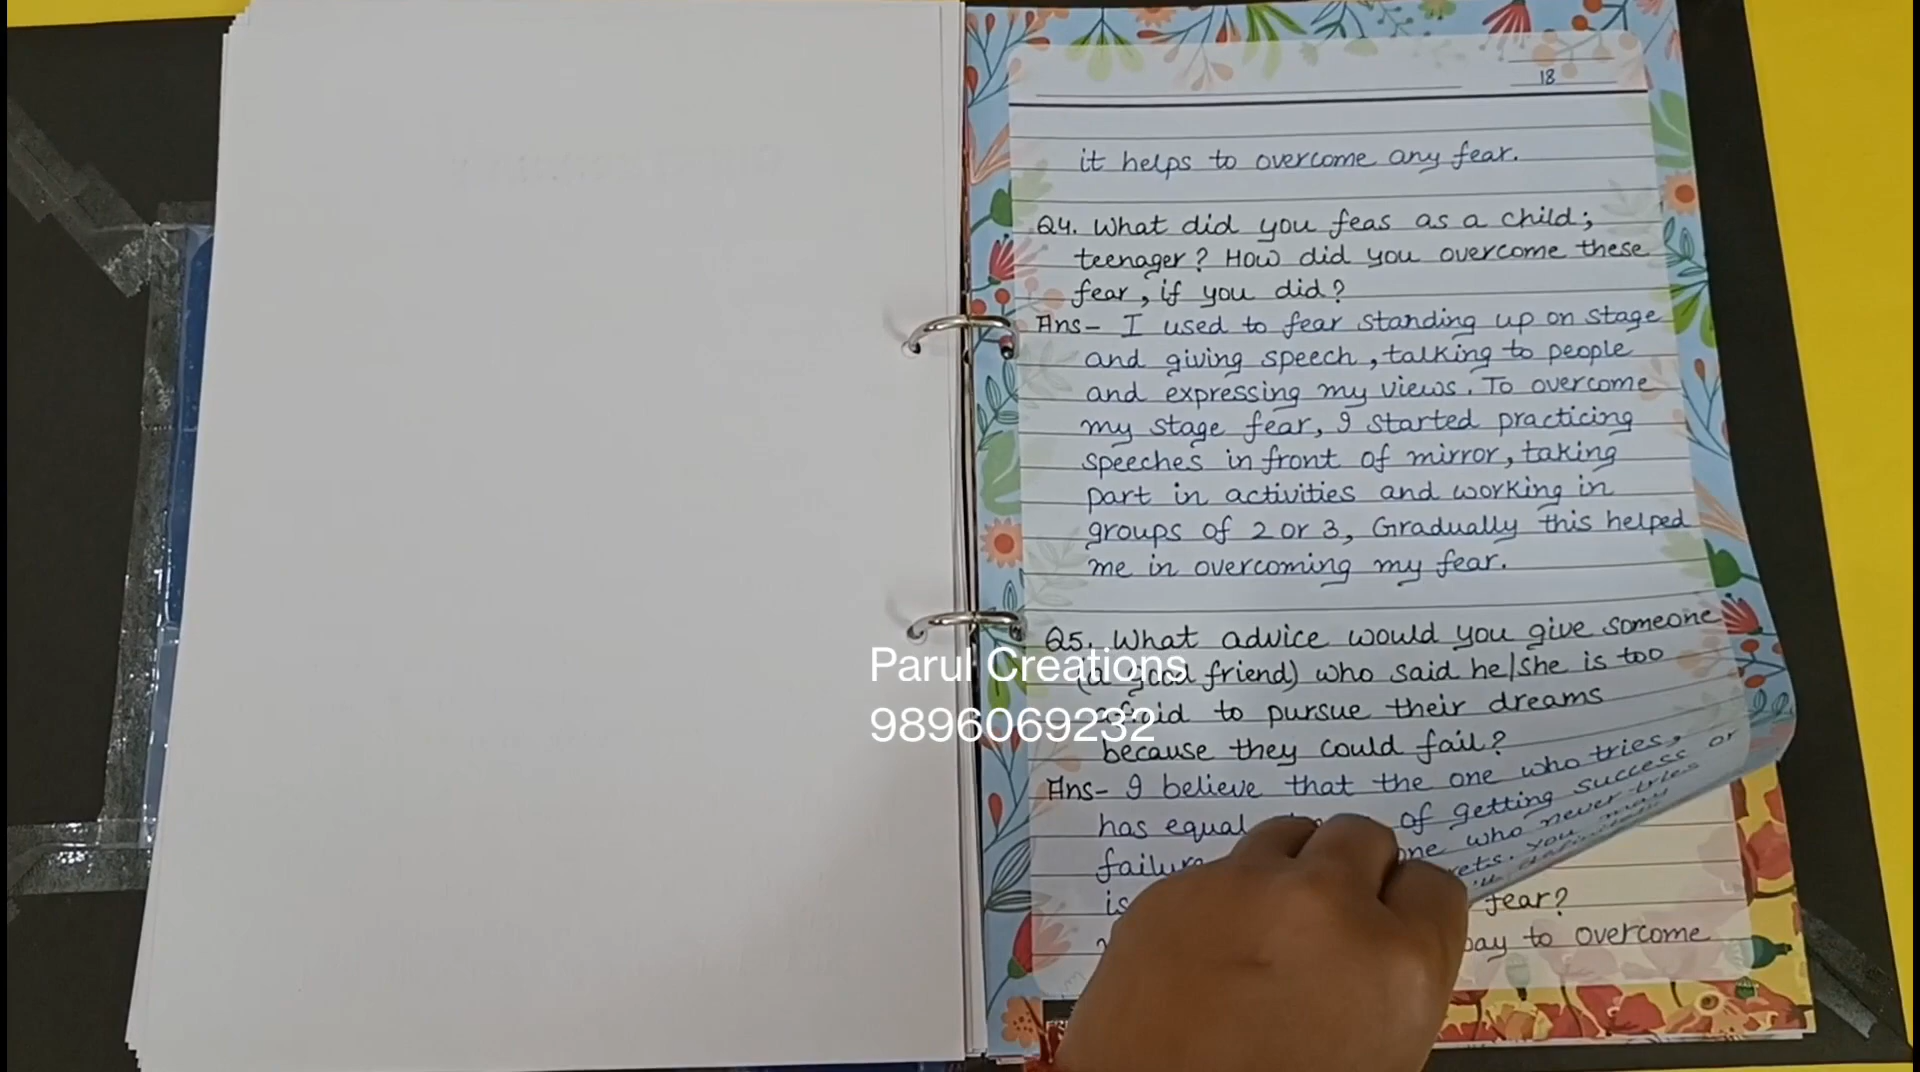 18
it helps to overcome any fear.
Q4. What did you feas as a child;
teenager? How did you overcome these
fear, if you did?
Ans- I used to fear standing up on stage
and giving speech, talking to people
and expressing my views. To overcome
my stage fear, I started practicing
speeches in front of mirror, taking
part in activities and working in
groups of 2 or 3, Gradually this helped
me in overcoming my fear.
Q5. What advice would you give someone
(a good friend) who said he/she is too
afraid to pursue their dreams
because they could fail?
Ans- I believe that the one who tries,
has equal of getting success or
failure one who never tries
is you may
fear?
to overcome
Parul Creations
9896069232